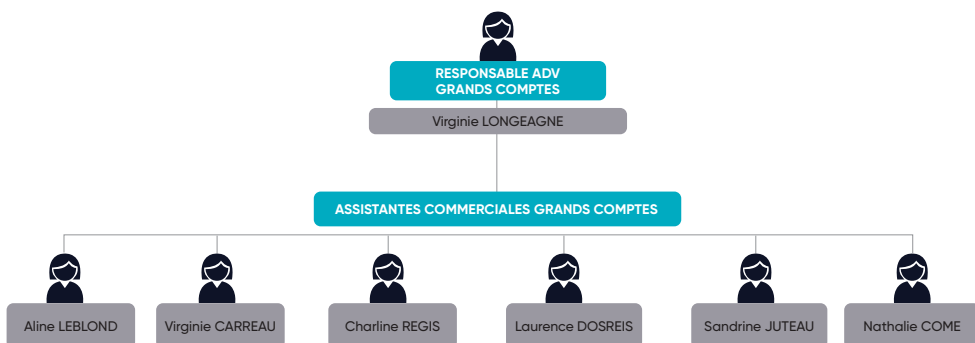 RESPONSABLE ADV
GRANDS COMPTES
Virginie LONGEAGNE
ASSISTANTES COMMERCIALES GRANDS COMPTES
Aline LEBLOND
Virginie CARREAU
Charline REGIS
Laurence DOSREIS
Sandrine JUTEAU
Nathalie COME